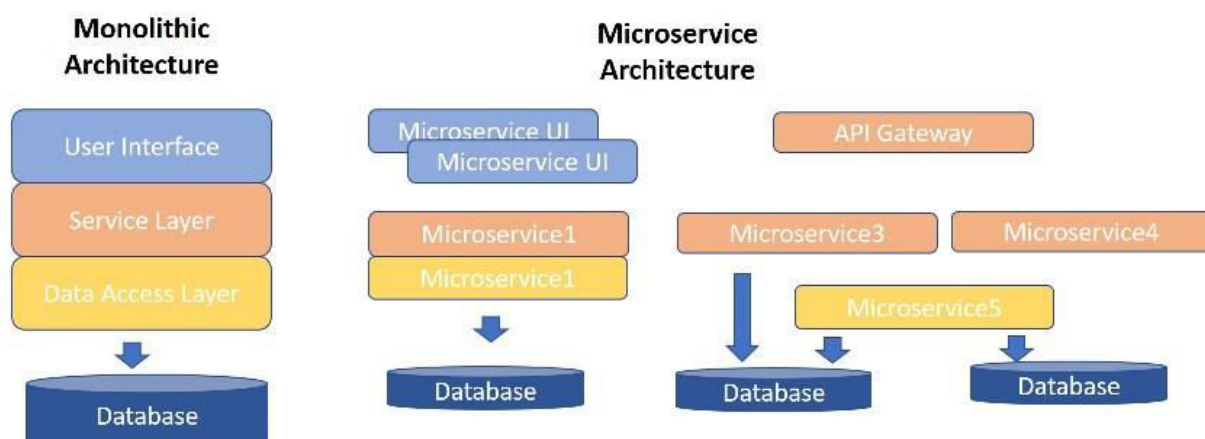 Monolithic
Architecture
User Interface
Service Layer
Data Access Layer
Database
Microservice
Architecture
Microservice UI
Microservice UI
API Gateway
Microservice1
Microservice1
Microservice3
Microservice4
Microservice5
Database
Database
Database